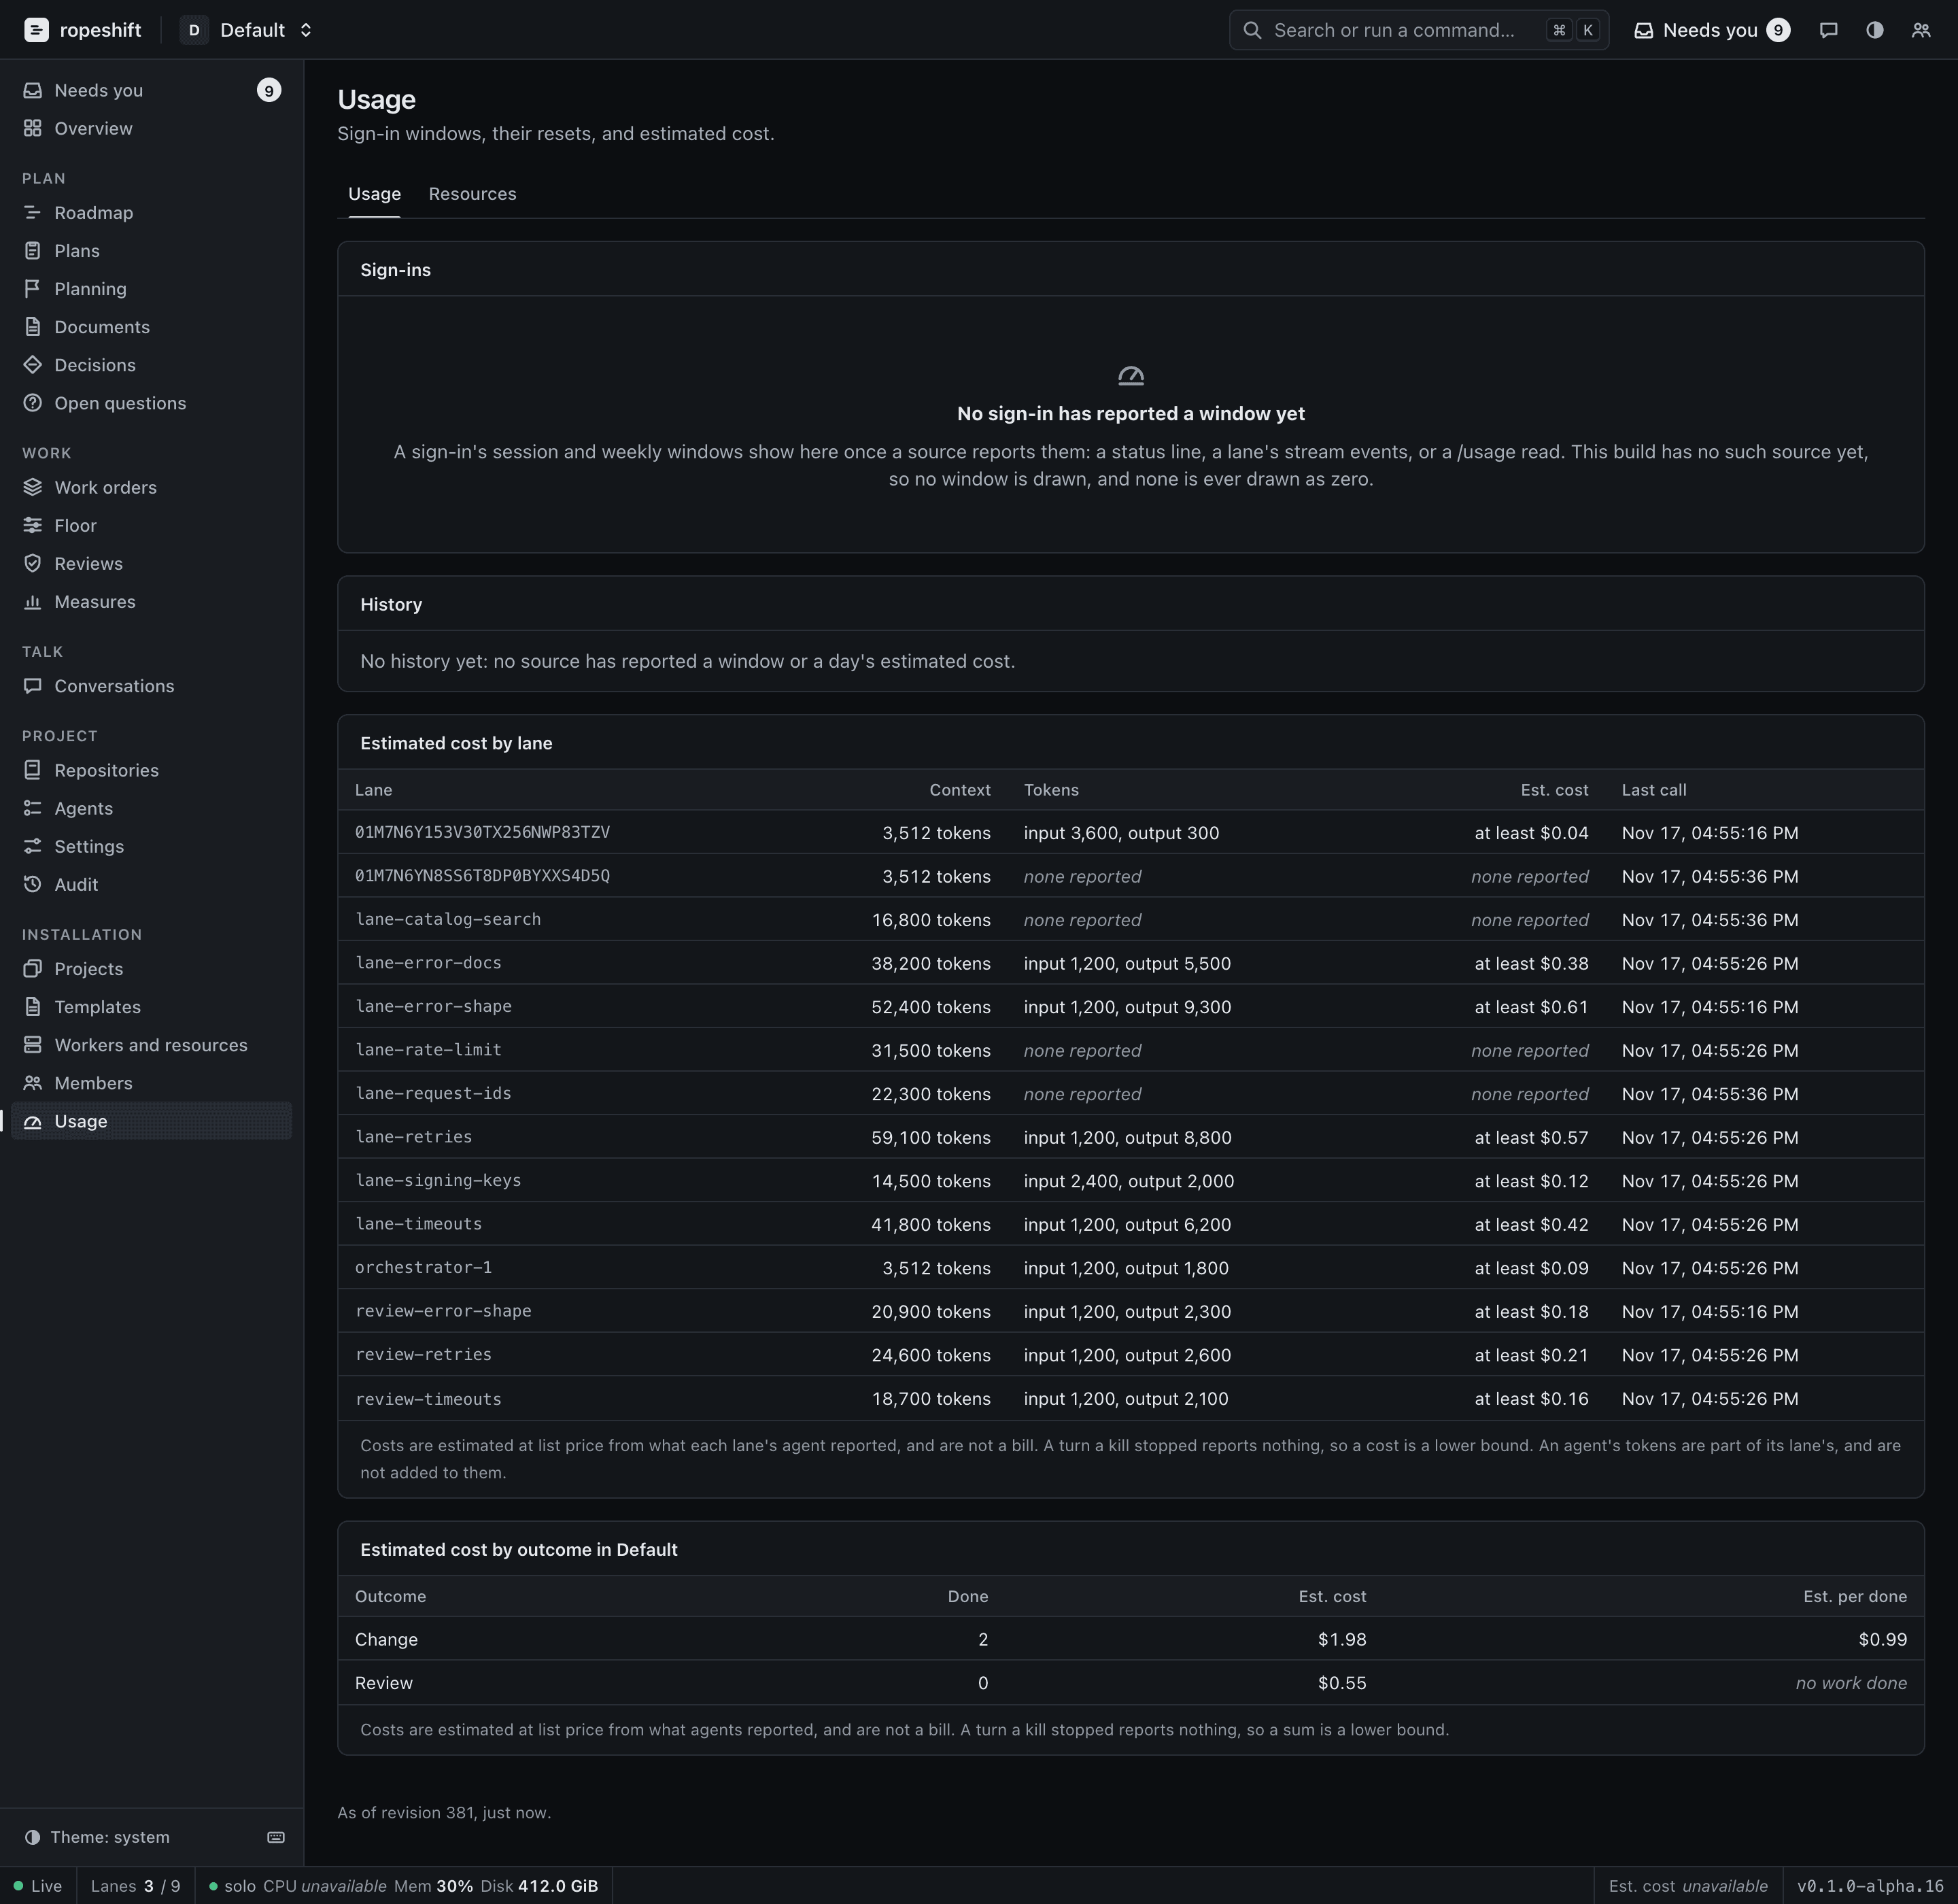 ropeshift
D Default
Search or run a command... ⌘ K
Needs you 9
Needs you 9
Overview
PLAN
Roadmap
Plans
Planning
Documents
Decisions
Open questions
WORK
Work orders
Floor
Reviews
Measures
TALK
Conversations
PROJECT
Repositories
Agents
Settings
Audit
INSTALLATION
Projects
Templates
Workers and resources
Members
Usage
Theme: system
Usage
Sign-in windows, their resets, and estimated cost.
Usage Resources
Sign-ins
No sign-in has reported a window yet
A sign-in's session and weekly windows show here once a source reports them: a status line, a lane's stream events, or a /usage read. This build has no such source yet,
so no window is drawn, and none is ever drawn as zero.
History
No history yet: no source has reported a window or a day's estimated cost.
Estimated cost by lane
Lane Context Tokens Est. cost Last call
01M7N6Y153V30TX256NWP83TZV 3,512 tokens input 3,600, output 300 at least $0.04 Nov 17, 04:55:16 PM
01M7N6YN8SS6T8DP0BYXXS4D5Q 3,512 tokens none reported none reported Nov 17, 04:55:36 PM
lane-catalog-search 16,800 tokens none reported none reported Nov 17, 04:55:36 PM
lane-error-docs 38,200 tokens input 1,200, output 5,500 at least $0.38 Nov 17, 04:55:26 PM
lane-error-shape 52,400 tokens input 1,200, output 9,300 at least $0.61 Nov 17, 04:55:16 PM
lane-rate-limit 31,500 tokens none reported none reported Nov 17, 04:55:26 PM
lane-request-ids 22,300 tokens none reported none reported Nov 17, 04:55:36 PM
lane-retries 59,100 tokens input 1,200, output 8,800 at least $0.57 Nov 17, 04:55:26 PM
lane-signing-keys 14,500 tokens input 2,400, output 2,000 at least $0.12 Nov 17, 04:55:26 PM
lane-timeouts 41,800 tokens input 1,200, output 6,200 at least $0.42 Nov 17, 04:55:26 PM
orchestrator-1 3,512 tokens input 1,200, output 1,800 at least $0.09 Nov 17, 04:55:26 PM
review-error-shape 20,900 tokens input 1,200, output 2,300 at least $0.18 Nov 17, 04:55:16 PM
review-retries 24,600 tokens input 1,200, output 2,600 at least $0.21 Nov 17, 04:55:26 PM
review-timeouts 18,700 tokens input 1,200, output 2,100 at least $0.16 Nov 17, 04:55:26 PM
Costs are estimated at list price from what each lane's agent reported, and are not a bill. A turn a kill stopped reports nothing, so a cost is a lower bound. An agent's tokens are part of its lane's, and are
not added to them.
Estimated cost by outcome in Default
Outcome Done Est. cost Est. per done
Change 2 $1.98 $0.99
Review 0 $0.55 no work done
Costs are estimated at list price from what agents reported, and are not a bill. A turn a kill stopped reports nothing, so a sum is a lower bound.
As of revision 381, just now.
Live Lanes 3 / 9 solo CPU unavailable Mem 30% Disk 412.0 GiB Est. cost unavailable v0.1.0-alpha.16